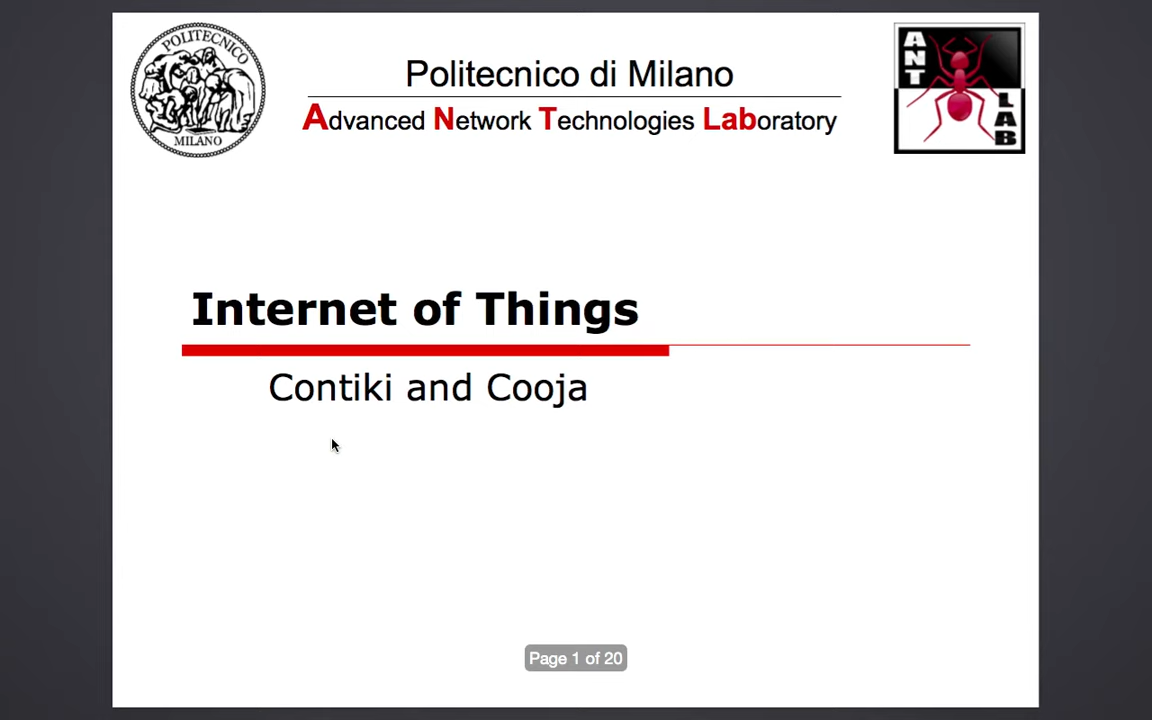 POLITECNICO
MILANO
Politecnico di Milano
Advanced Network Technologies Laboratory
ANT
LAB
Internet of Things
Contiki and Cooja
Page 1 of 20